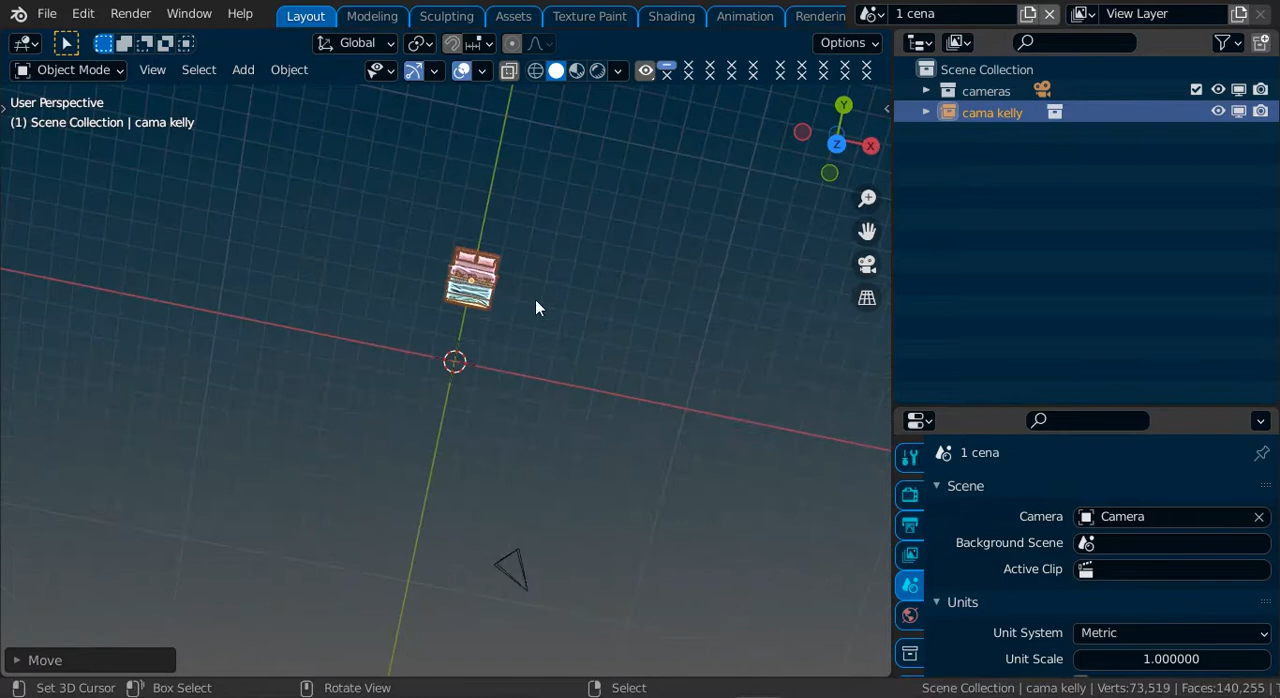 File Edit Render Window Help Layout Modeling Sculpting Assets Texture Paint Shading Animation Renderin 1 cena View Layer
Global Options
Object Mode View Select Add Object
User Perspective
(1) Scene Collection | cama kelly
Y
X
Z
Scene Collection
cameras
cama kelly
1 cena
Scene
Camera Camera
Background Scene
Active Clip
Units
Unit System Metric
Unit Scale 1.000000
Move
Set 3D Cursor Box Select Rotate View Select Scene Collection | cama kelly | Verts:73,519 | Faces:140,255 |